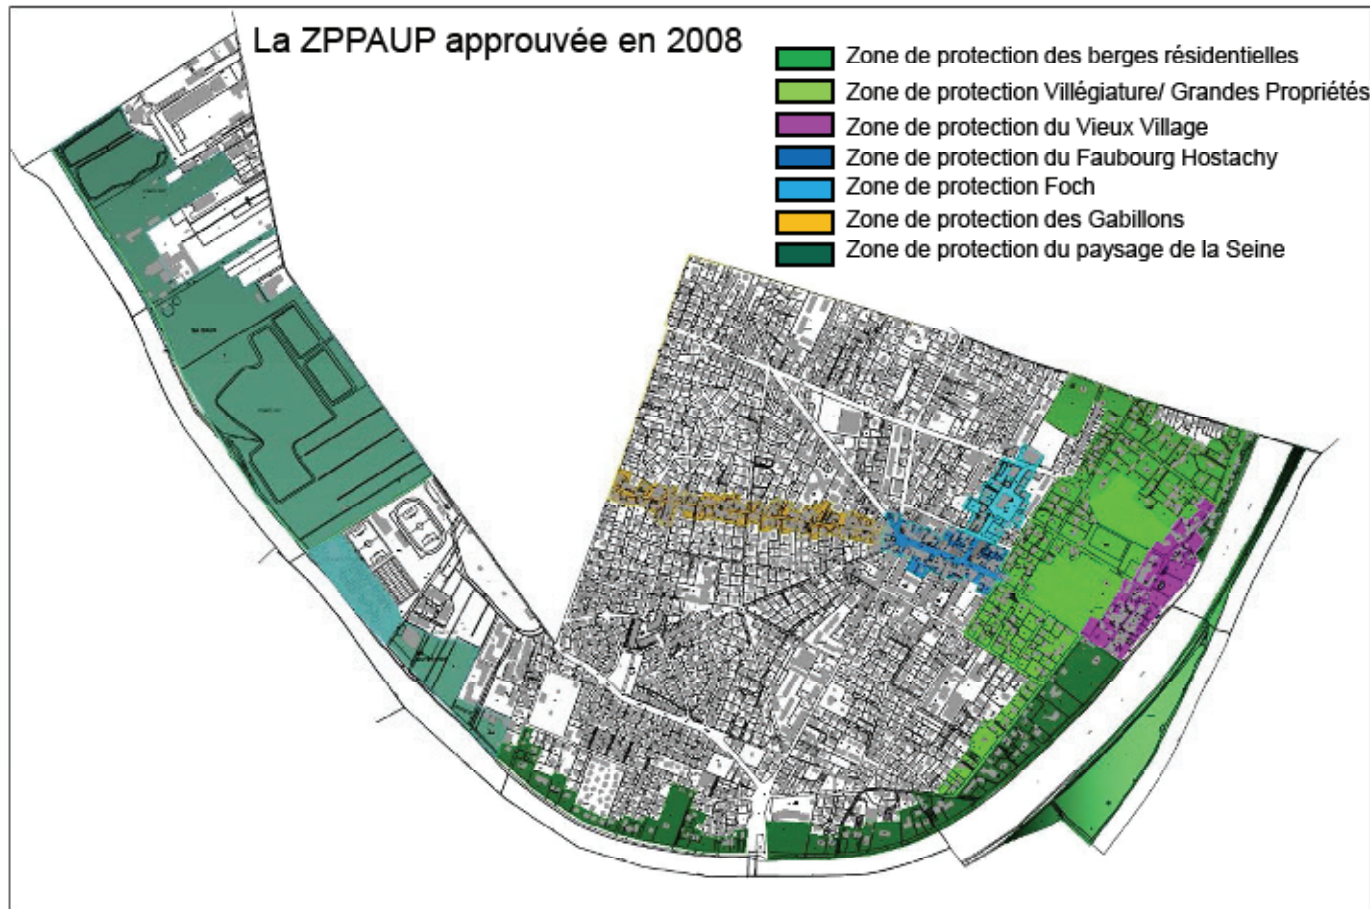 La ZPPAUP approuvée en 2008
Zone de protection des berges résidentielles
Zone de protection Villégiature/ Grandes Propriétés
Zone de protection du Vieux Village
Zone de protection du Faubourg Hostachy
Zone de protection Foch
Zone de protection des Gabillons
Zone de protection du paysage de la Seine